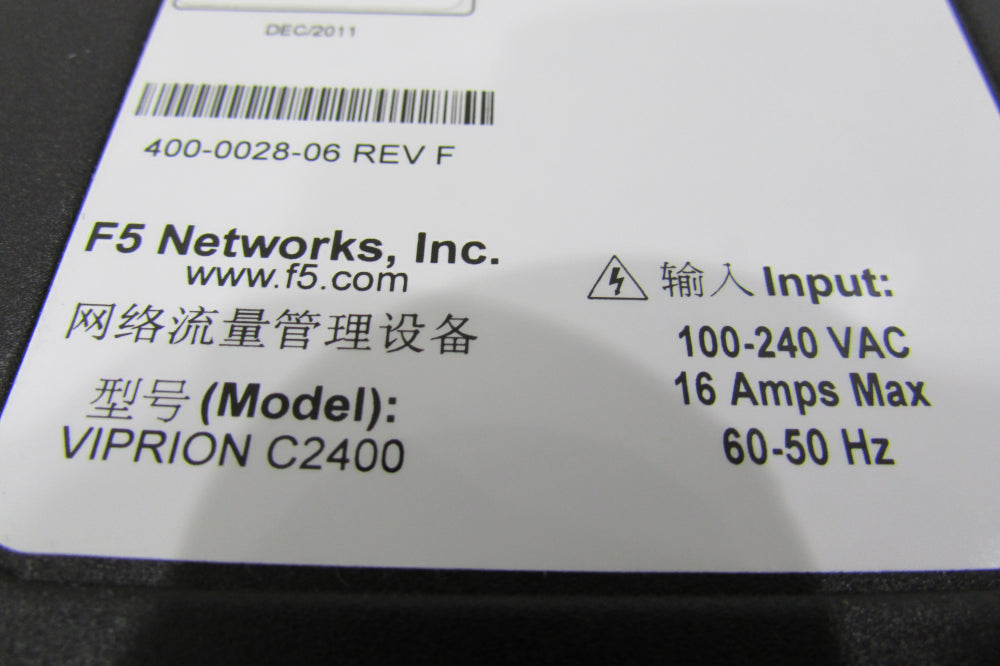 DEC/2011
400-0028-06 REV F
F5 Networks, Inc.
www.f5.com
网络流量管理设备
型号 (Model):
VIPRION C2400
输入 Input:
100-240 VAC
16 Amps Max
60-50 Hz